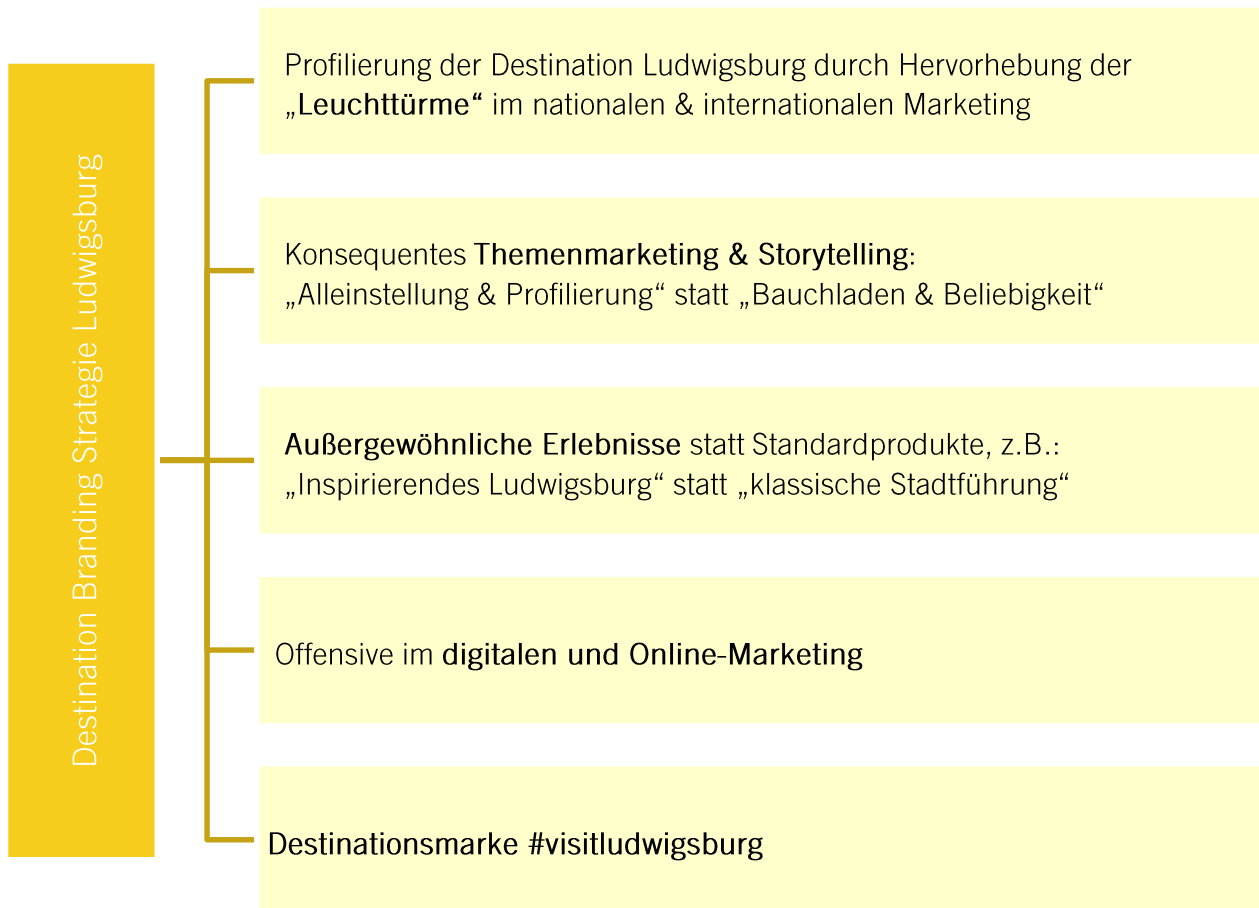 Destination Branding Strategie Ludwigsburg
Profilierung der Destination Ludwigsburg durch Hervorhebung der
„Leuchttürme“ im nationalen & internationalen Marketing
Konsequentes Themenmarketing & Storytelling:
„Alleinstellung & Profilierung“ statt „Bauchladen & Beliebigkeit“
Außergewöhnliche Erlebnisse statt Standardprodukte, z.B.:
„Inspirierendes Ludwigsburg“ statt „klassische Stadtführung“
Offensive im digitalen und Online-Marketing
Destinationsmarke #visitludwigsburg